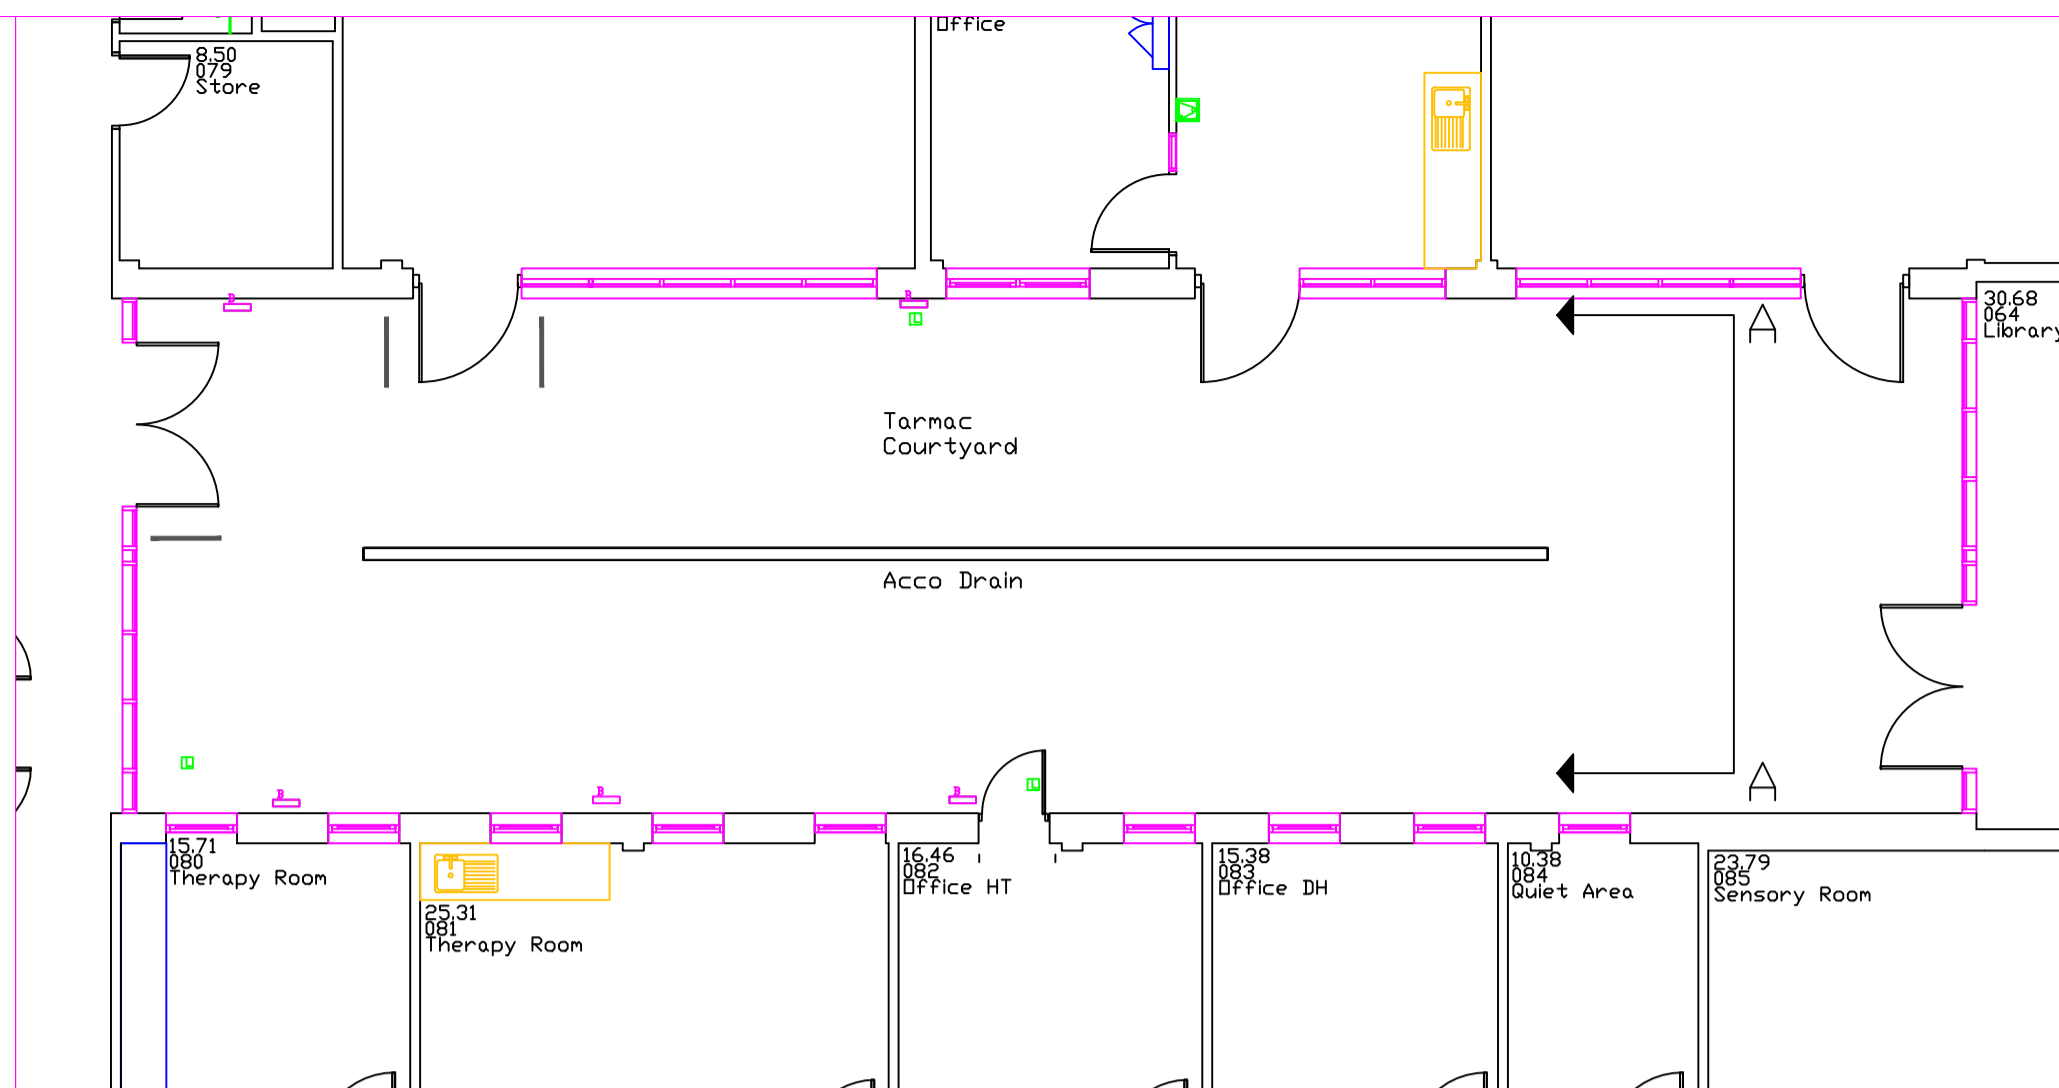 Office
8.50
079
Store
B
B
L
A
30.68
064
Library
Tarmac
Courtyard
Acco Drain
L
B
B
B
L
A
15.71
080
Therapy Room
25.31
081
Therapy Room
16.46
082
Office HT
15.38
083
Office DH
10.38
084
Quiet Area
23.79
085
Sensory Room